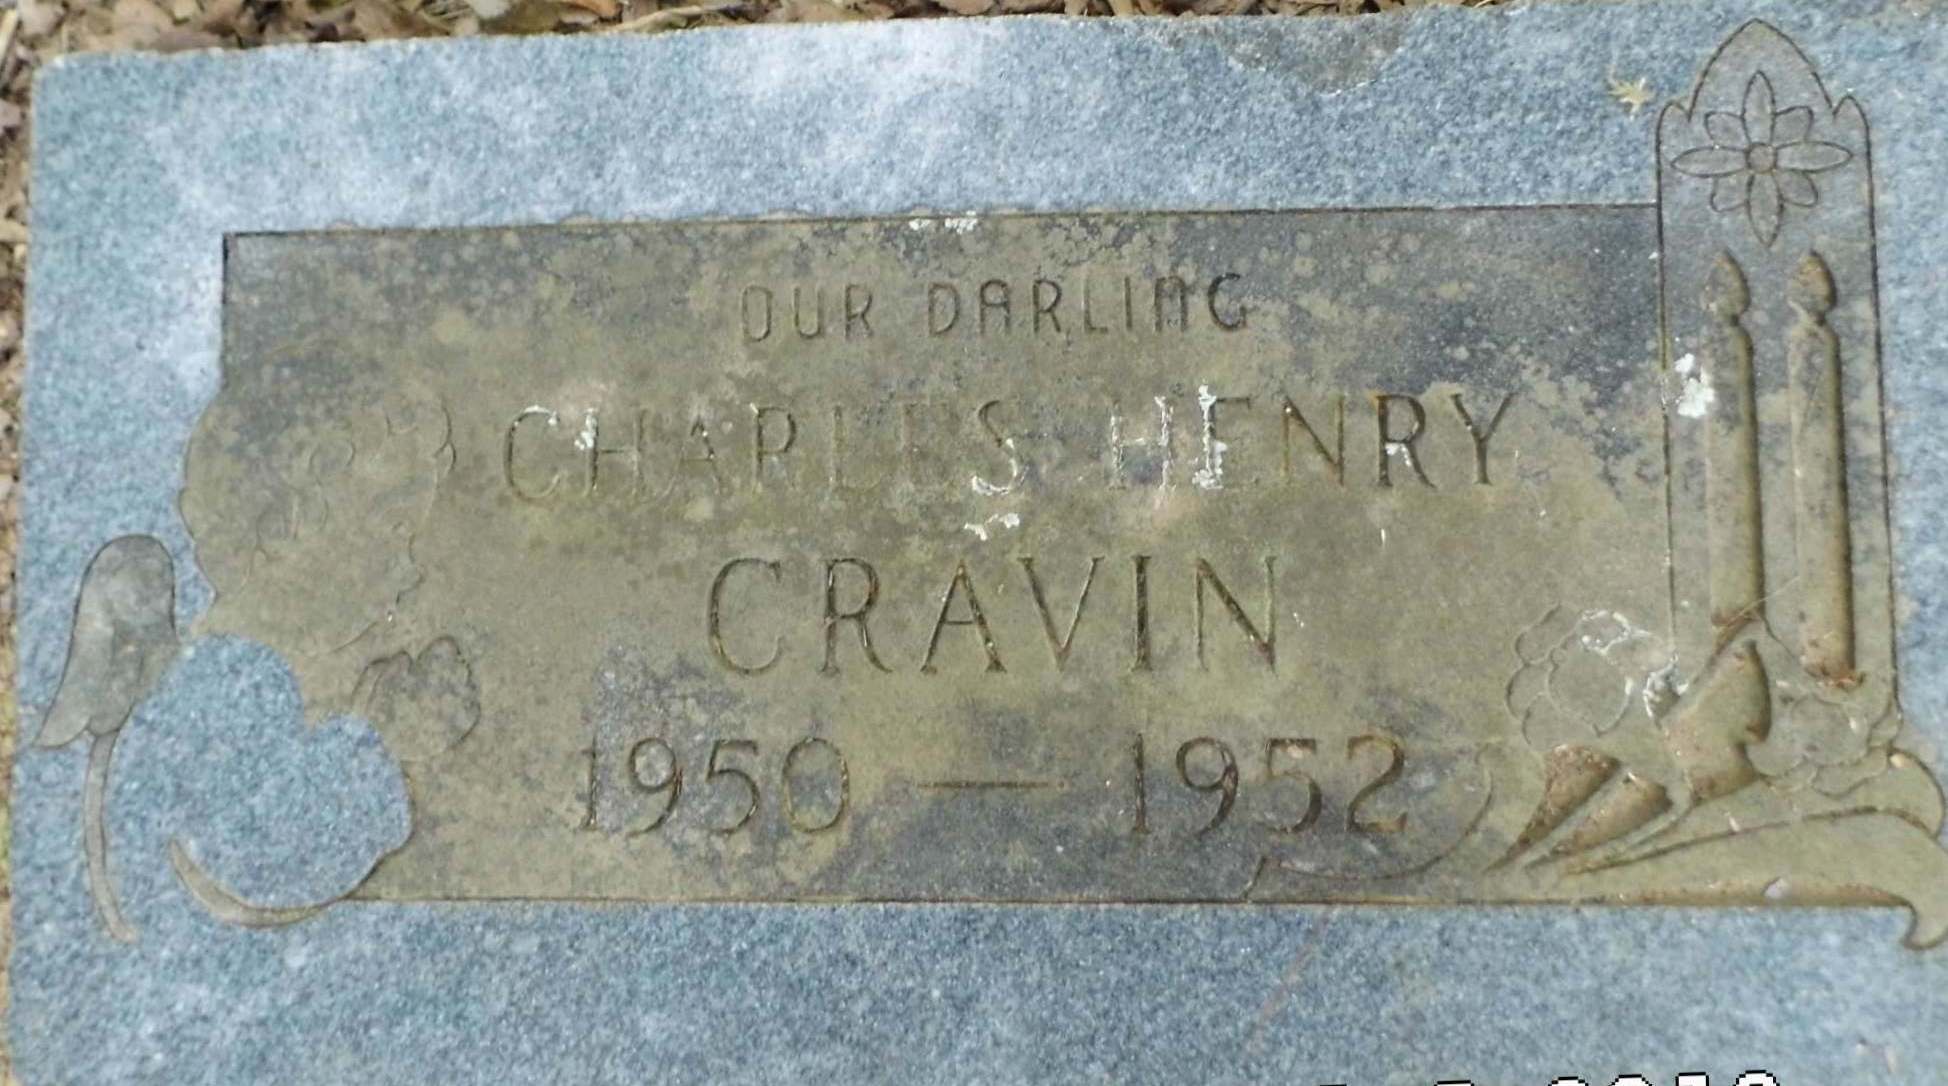 OUR DARLING
CHARLES HENRY
CRAVIN
1950 — 1952